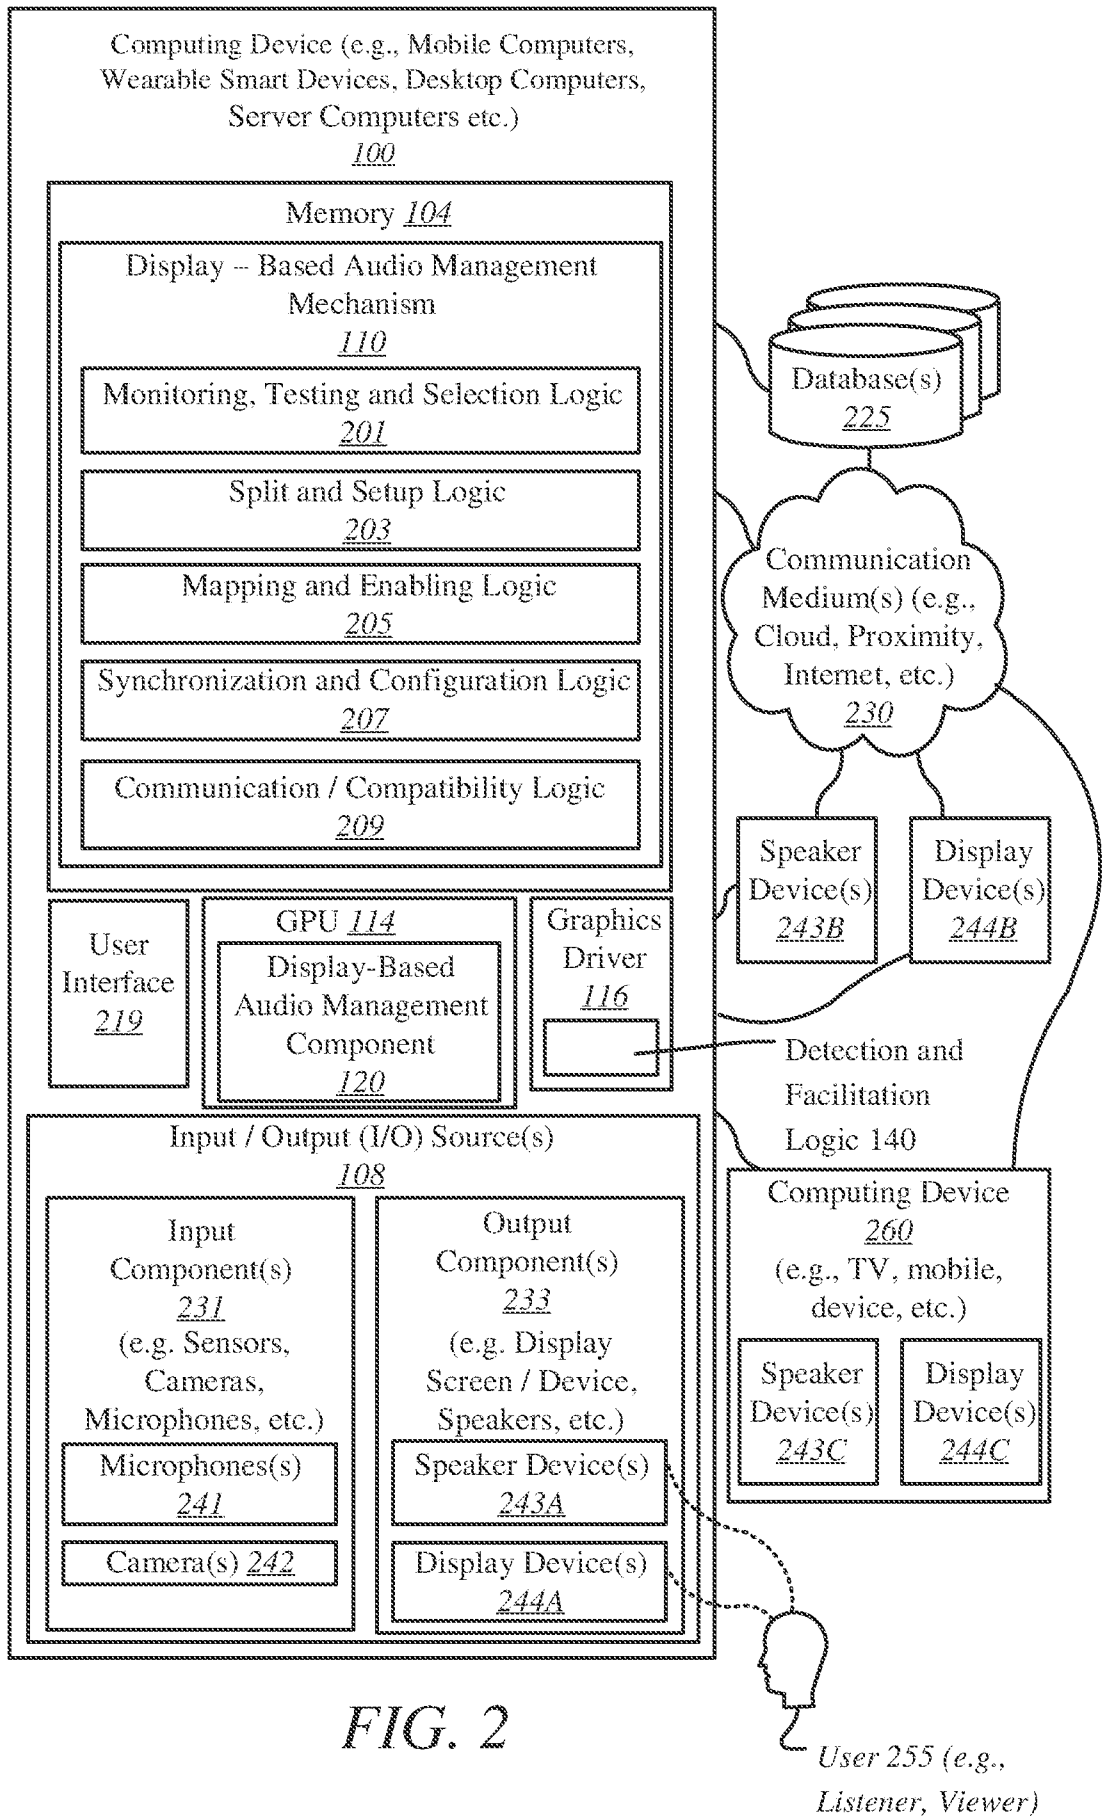 Computing Device (e.g., Mobile Computers,
Wearable Smart Devices, Desktop Computers,
Server Computers etc.)
100
Memory 104
Display – Based Audio Management
Mechanism
110
Monitoring, Testing and Selection Logic
201
Split and Setup Logic
203
Mapping and Enabling Logic
205
Synchronization and Configuration Logic
207
Communication / Compatibility Logic
209
User
Interface
219
GPU 114
Display-Based
Audio Management
Component
120
Graphics
Driver
116
Detection and
Facilitation
Logic 140
Input / Output (I/O) Source(s)
108
Input
Component(s)
231
(e.g. Sensors,
Cameras,
Microphones, etc.)
Microphones(s)
241
Camera(s) 242
Output
Component(s)
233
(e.g. Display
Screen / Device,
Speakers, etc.)
Speaker Device(s)
243A
Display Device(s)
244A
Database(s)
225
Communication
Medium(s) (e.g.,
Cloud, Proximity,
Internet, etc.)
230
Speaker
Device(s)
243B
Display
Device(s)
244B
Computing Device
260
(e.g., TV, mobile,
device, etc.)
Speaker
Device(s)
243C
Display
Device(s)
244C
User 255 (e.g.,
Listener, Viewer)
FIG. 2